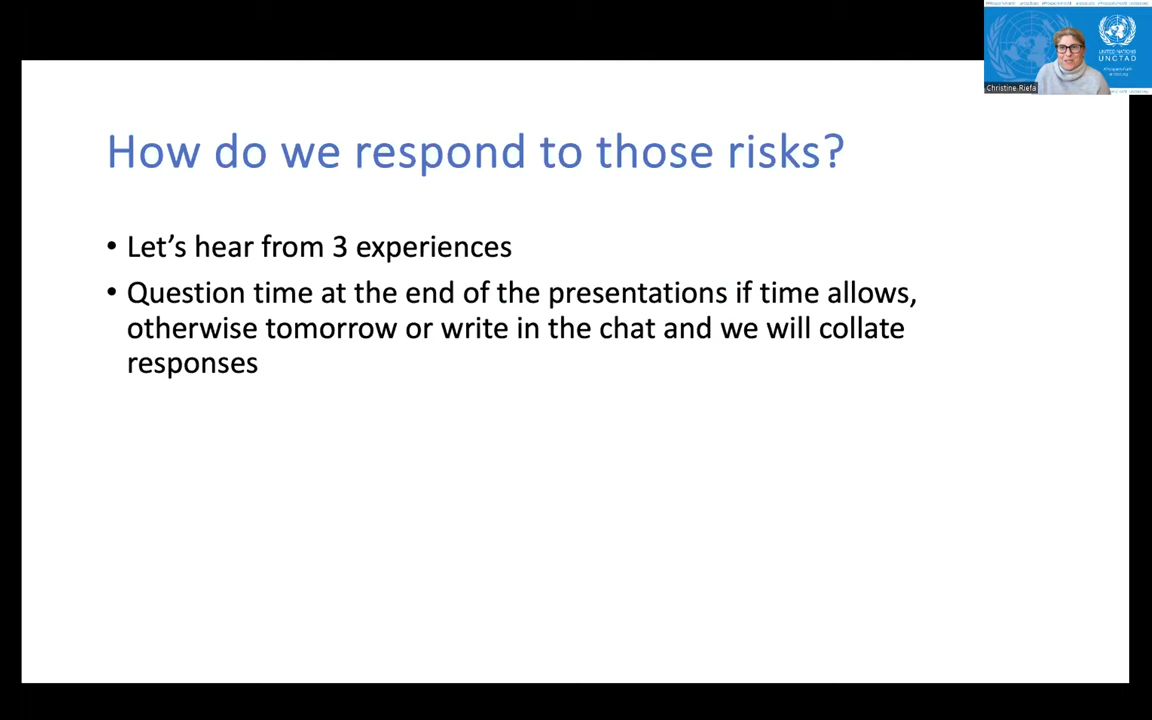 How do we respond to those risks?
• Let’s hear from 3 experiences
• Question time at the end of the presentations if time allows,
otherwise tomorrow or write in the chat and we will collate
responses
UNITED NATIONS
UNCTAD
Christine Riefa